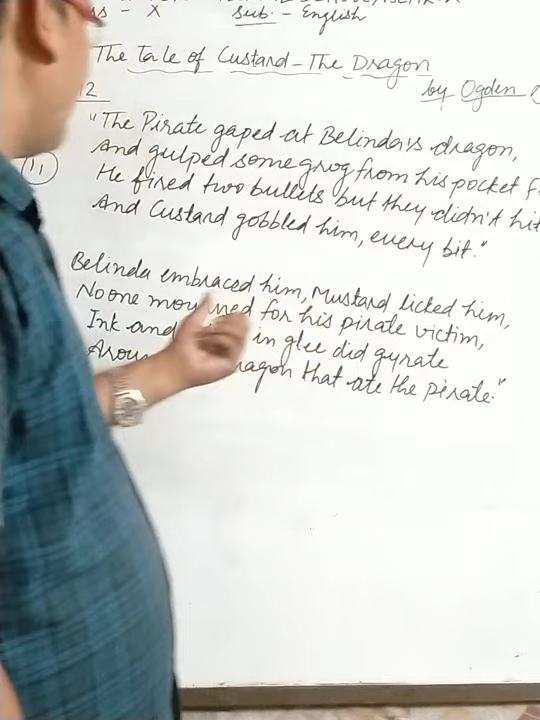 X
Sub. - English
The Tale of Custard - The Dragon
by Ogden
12
"The Pirate gaped at Belinda's dragon,
11
And gulped some grog from his pocket
He fired two bullets but they didn't hit
And Custard gobbled him, every bit."
Belinda embraced him, Mustard licked him,
No one mourned for his pirate victim,
Ink and in glee did gyrate
that ate the pirate."